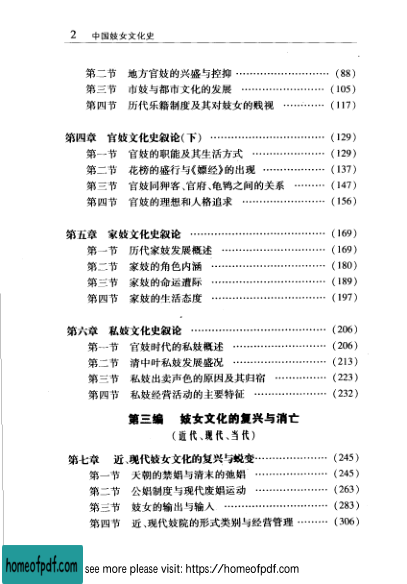 2 中国妓女文化史
第二节 地方官妓的兴盛与控抑 ………………………… (88)
第三节 市妓与都市文化的发展 ………………………… (105)
第四节 历代乐籍制度及其对妓女的贱视 ………… (117)
第四章 官妓文化史叙论(下) ………………………… (129)
第一节 官妓的职能及其生活方式 ………………… (129)
第二节 花榜的盛行与《嫖经》的出现 ……………… (137)
第三节 官妓同狎客、官府、龟鸨之间的关系 ……… (147)
第四节 官妓的理想和人格追求 …………………… (156)
第五章 家妓文化史叙论 ……………………………… (169)
第一节 历代家妓发展概述 ………………………… (169)
第二节 家妓的角色内涵 …………………………… (180)
第三节 家妓的命运遭际 …………………………… (189)
第四节 家妓的生活态度 …………………………… (197)
第六章 私妓文化史叙论 ……………………………… (206)
第一节 官妓时代的私妓概述 ……………………… (206)
第二节 清中叶私妓发展盛况 ……………………… (213)
第三节 私妓出卖声色的原因及其归宿 …………… (223)
第四节 私妓经营活动的主要特征 ………………… (232)
第三编 妓女文化的复兴与消亡
(近代、现代、当代)
第七章 近、现代妓女文化的复兴与蜕变……………… (245)
第一节 天朝的禁娼与清末的弛娼 ………………… (245)
第二节 公娼制度与现代废娼运动 ………………… (263)
第三节 妓女的输出与输入 ………………………… (283)
第四节 近、现代妓院的形式类别与经营管理 ……… (306)
homeofpdf.com
see more please visit: https://homeofpdf.com